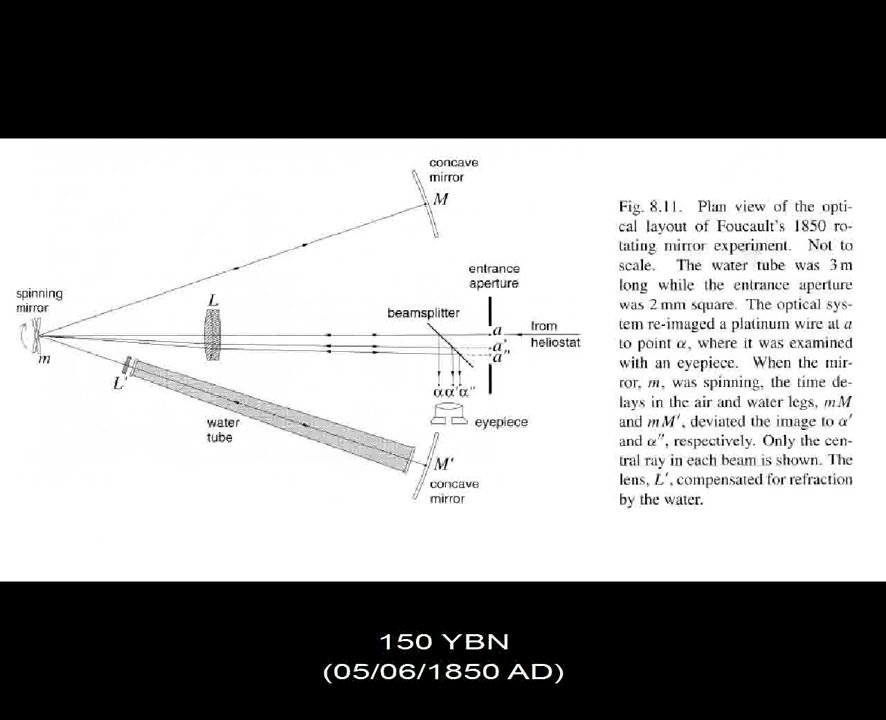 concave
mirror
M
entrance
aperture
spinning
mirror
L
beamsplitter
a
from
a'
heliostat
a"
m
L'
α α' α"
eyepiece
water
tube
M'
concave
mirror
Fig. 8.11. Plan view of the opti-
cal layout of Foucault's 1850 ro-
tating mirror experiment. Not to
scale. The water tube was 3 m
long while the entrance aperture
was 2 mm square. The optical sys-
tem re-imaged a platinum wire at a
to point α, where it was examined
with an eyepiece. When the mir-
ror, m, was spinning, the time de-
lays in the air and water legs, mM
and mM', deviated the image to α'
and α", respectively. Only the cen-
tral ray in each beam is shown. The
lens, L', compensated for refraction
by the water.
150 YBN
(05/06/1850 AD)